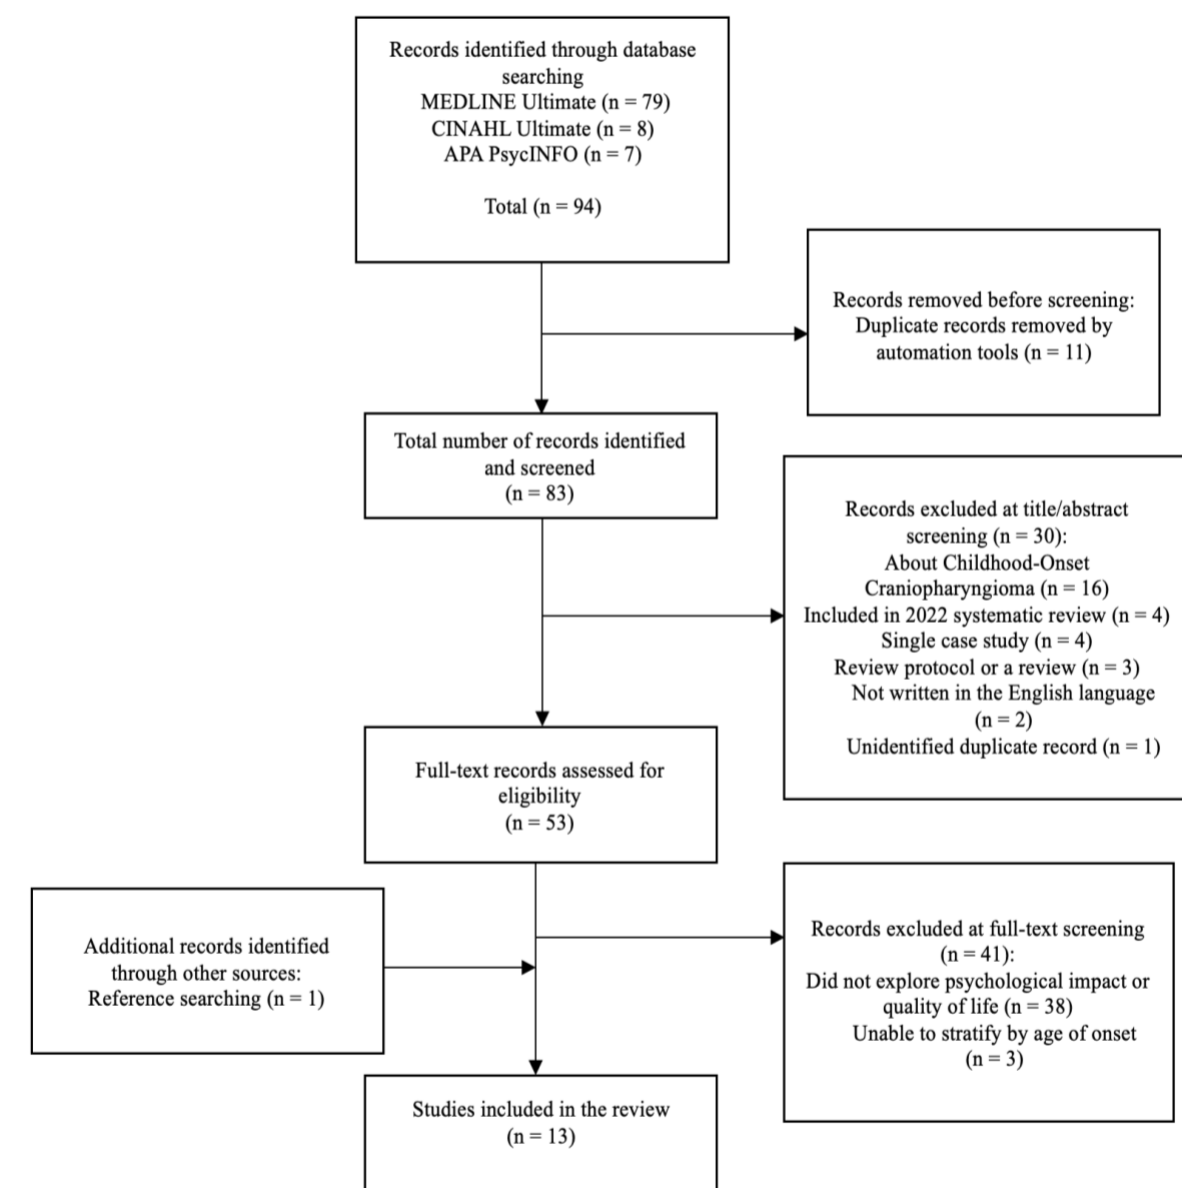 Records identified through database
searching
MEDLINE Ultimate (n = 79)
CINAHL Ultimate (n = 8)
APA PsycINFO (n = 7)
Total (n = 94)
Records removed before screening:
Duplicate records removed by
automation tools (n = 11)
Total number of records identified
and screened
(n = 83)
Records excluded at title/abstract
screening (n = 30):
About Childhood-Onset
Craniopharyngioma (n = 16)
Included in 2022 systematic review (n = 4)
Single case study (n = 4)
Review protocol or a review (n = 3)
Not written in the English language
(n = 2)
Unidentified duplicate record (n = 1)
Full-text records assessed for
eligibility
(n = 53)
Additional records identified
through other sources:
Reference searching (n = 1)
Records excluded at full-text screening
(n = 41):
Did not explore psychological impact or
quality of life (n = 38)
Unable to stratify by age of onset
(n = 3)
Studies included in the review
(n = 13)